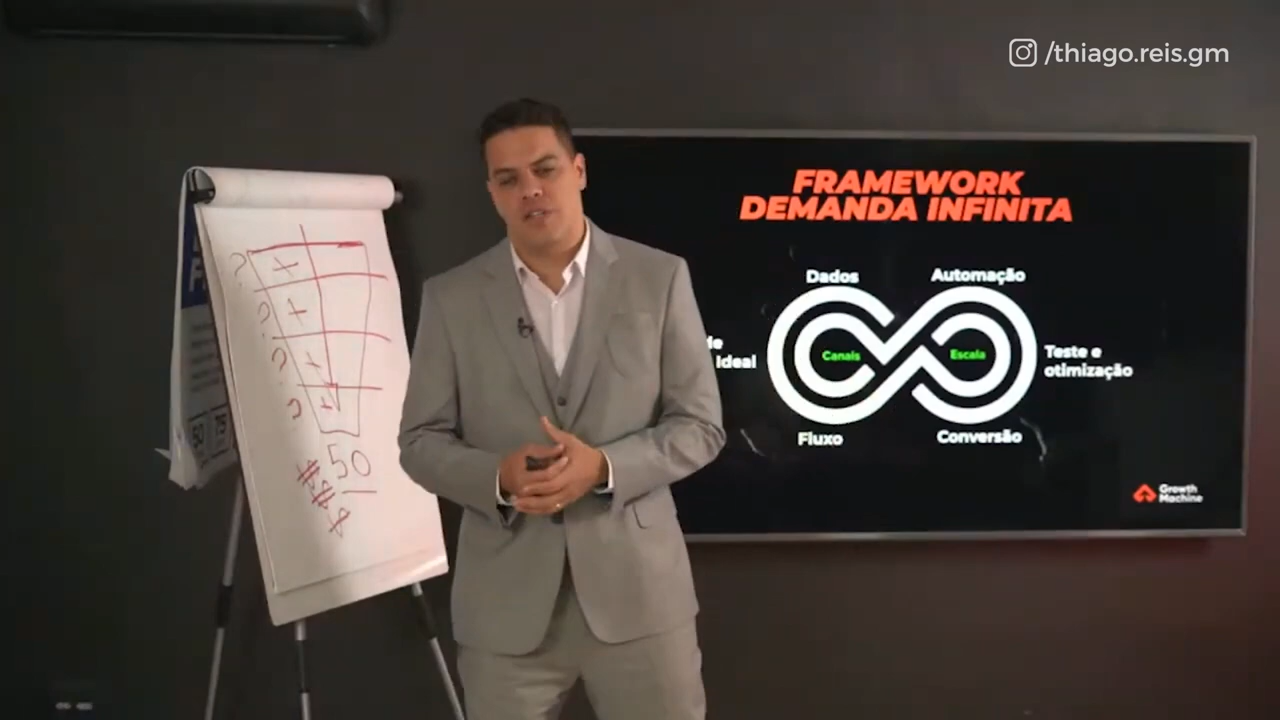 /thiago.reis.gm
FRAMEWORK
DEMANDA INFINITA
Dados
Automação
Ideal
Canais
Escala
Teste e
otimização
Fluxo
Conversão
Growth
Machine
50
$$$